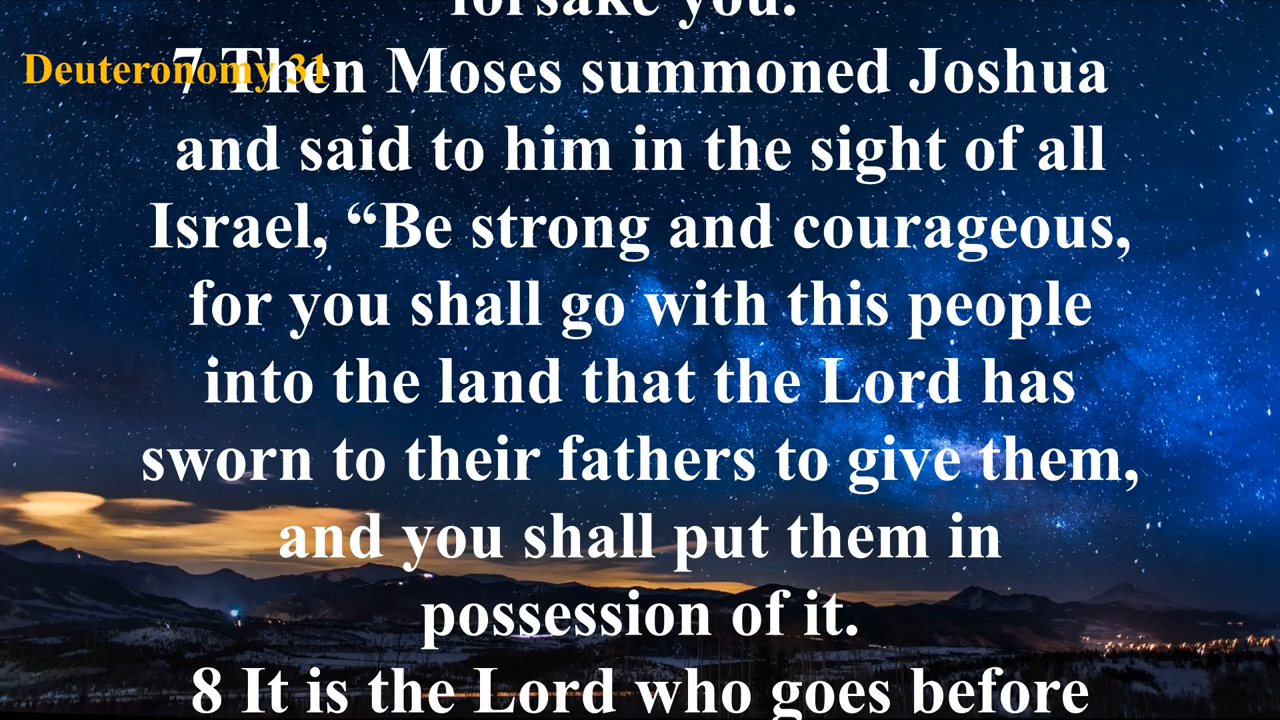 forsake you.
Deuteronomy 31
7 Then Moses summoned Joshua
and said to him in the sight of all
Israel, “Be strong and courageous,
for you shall go with this people
into the land that the Lord has
sworn to their fathers to give them,
and you shall put them in
possession of it.
8 It is the Lord who goes before